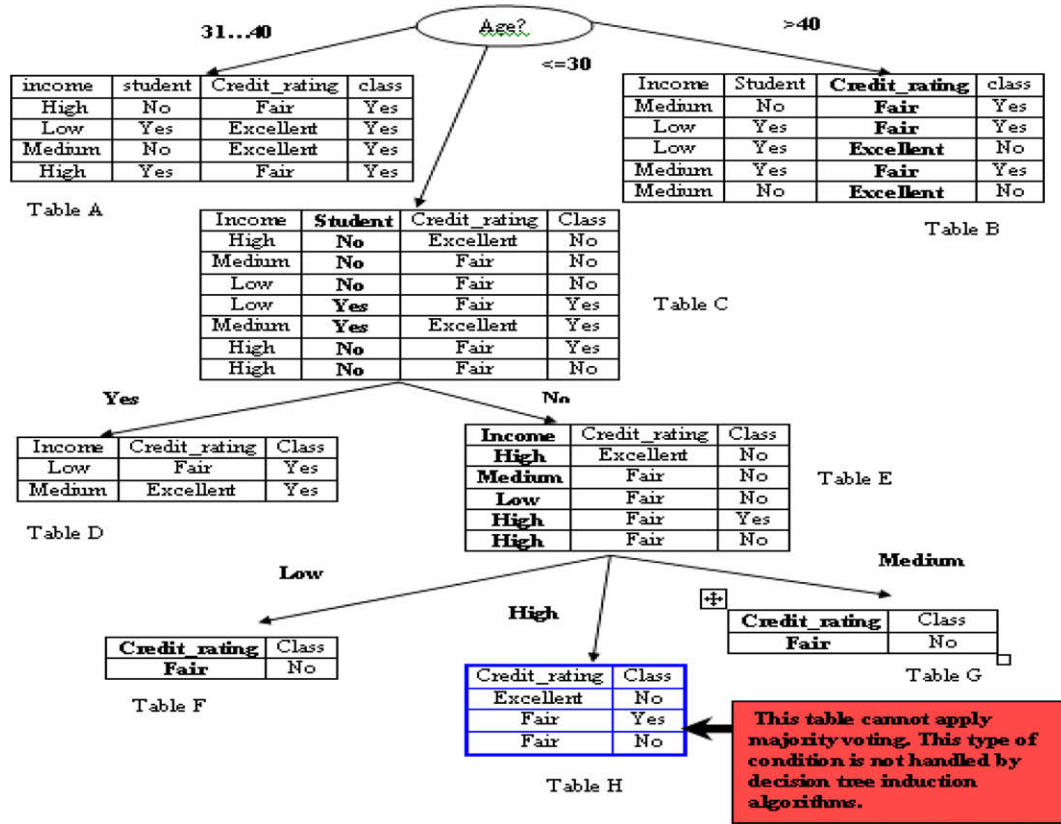 Age?
31...40
<=30
>40
income student Credit_rating class
High No Fair Yes
Low Yes Excellent Yes
Medium No Excellent Yes
High Yes Fair Yes
Table A
Income Student Credit_rating class
Medium No Fair Yes
Low Yes Fair Yes
Low Yes Excellent No
Medium Yes Fair Yes
Medium No Excellent No
Table B
Income Student Credit_rating Class
High No Excellent No
Medium No Fair No
Low No Fair No
Low Yes Fair Yes
Medium Yes Excellent Yes
High No Fair Yes
High No Fair No
Table C
Yes
No
Income Credit_rating Class
Low Fair Yes
Medium Excellent Yes
Table D
Income Credit_rating Class
High Excellent No
Medium Fair No
Low Fair No
High Fair Yes
High Fair No
Table E
Low
High
Medium
Credit_rating Class
Fair No
Table F
Credit_rating Class
Fair No
Table G
Credit_rating Class
Excellent No
Fair Yes
Fair No
Table H
This table cannot apply
majority voting. This type of
condition is not handled by
decision tree induction
algorithms.